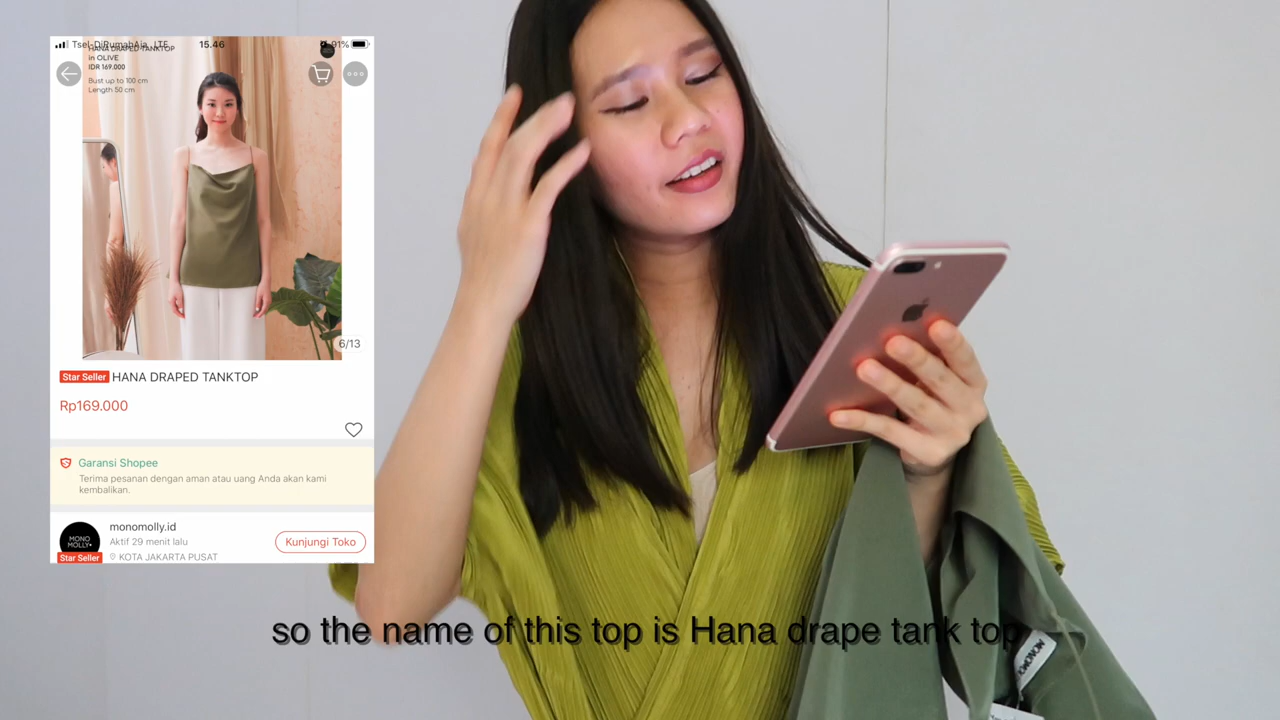 Tsel-DiRumahAja LTE 15.46 91%
HANA DRAPED TANKTOP
in OLIVE
IDR 169.000
Bust up to 100 cm
Length 50 cm
6/13
Star Seller HANA DRAPED TANKTOP
Rp169.000
Garansi Shopee
Terima pesanan dengan aman atau uang Anda akan kami
kembalikan.
monomolly.id
MONO
MOLLY•
Aktif 29 menit lalu
Kunjungi Toko
Star Seller
KOTA JAKARTA PUSAT
so the name of this top is Hana drape tank top